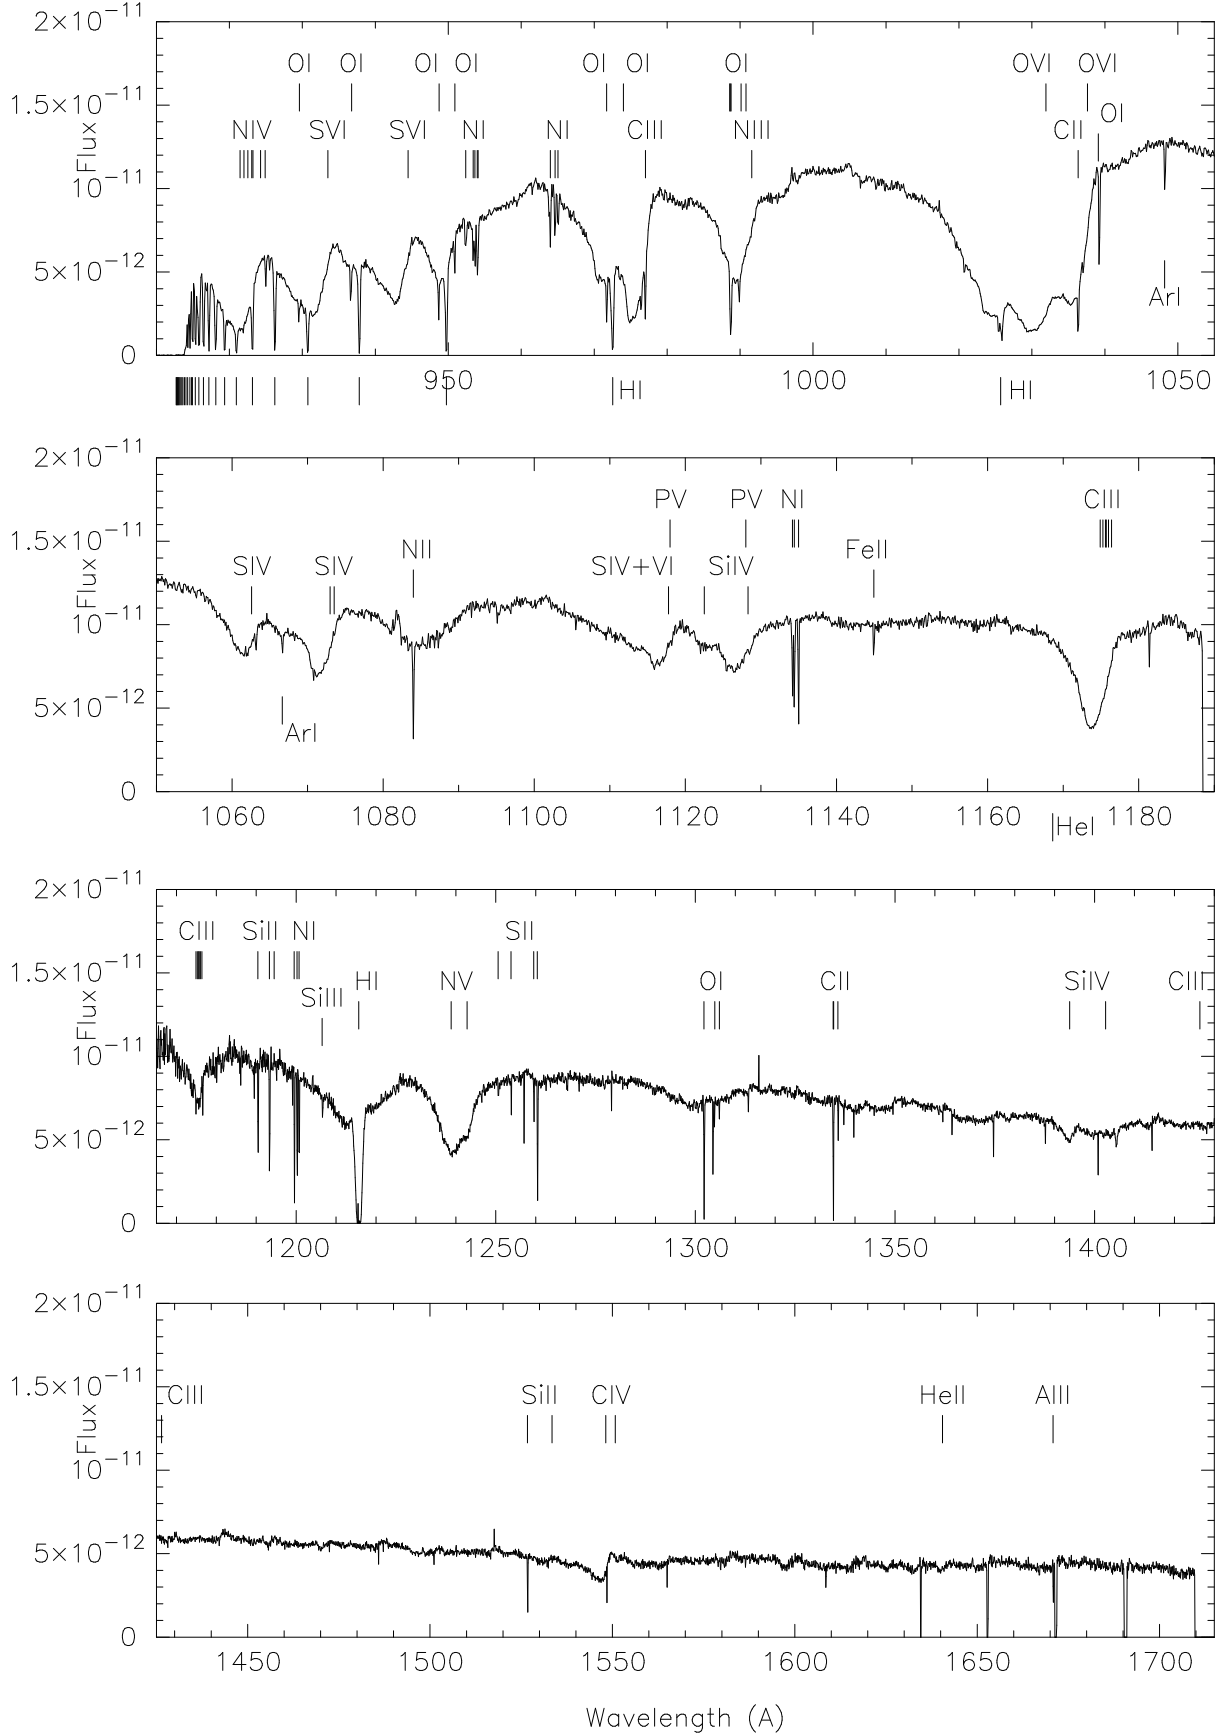 2×10⁻¹¹
OI OI OI OI OI OI OI OVI OVI
1.5×10⁻¹¹
OI
NIV SVI SVI NI NI CIII NIII CII
Flux
10⁻¹¹
5×10⁻¹²
ArI
0
950 1000 1050
HI HI
2×10⁻¹¹
PV PV NI CIII
1.5×10⁻¹¹
NII FeII
SIV SIV SIV+VI SiIV
Flux
10⁻¹¹
5×10⁻¹²
ArI
0
1060 1080 1100 1120 1140 1160 1180
HeI
2×10⁻¹¹
CIII SiII NI SII
1.5×10⁻¹¹
HI NV OI CII SiIV CIII
SiIII
Flux
10⁻¹¹
5×10⁻¹²
0
1200 1250 1300 1350 1400
2×10⁻¹¹
1.5×10⁻¹¹
CIII SiII CIV HeII AlII
Flux
10⁻¹¹
5×10⁻¹²
0
1450 1500 1550 1600 1650 1700
Wavelength (A)